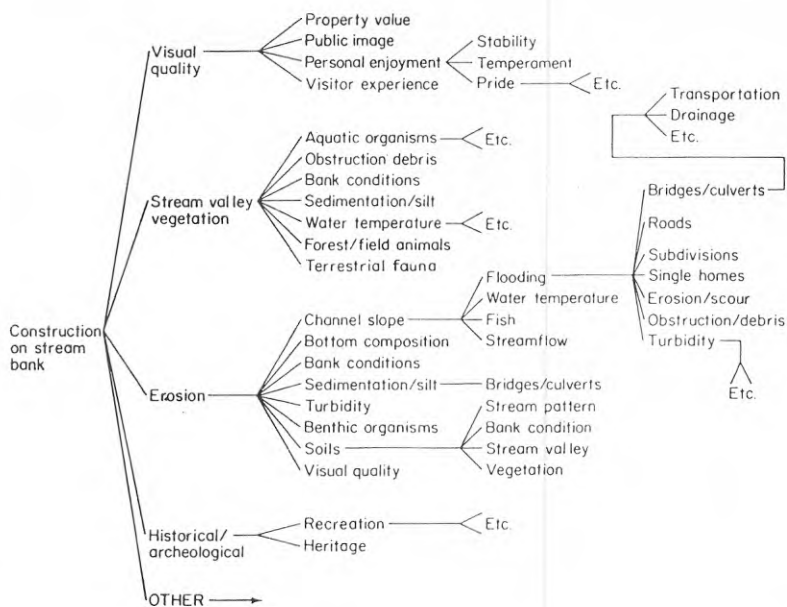 Construction
on stream
bank
Visual
quality
Property value
Public image
Personal enjoyment
Visitor experience
Stability
Temperament
Pride
Etc.
Stream valley
vegetation
Aquatic organisms
Etc.
Obstruction debris
Bank conditions
Sedimentation/silt
Water temperature
Etc.
Forest/field animals
Terrestrial fauna
Erosion
Channel slope
Bottom composition
Bank conditions
Sedimentation/silt
Turbidity
Benthic organisms
Soils
Visual quality
Flooding
Water temperature
Fish
Streamflow
Bridges/culverts
Stream pattern
Bank condition
Stream valley
Vegetation
Bridges/culverts
Roads
Subdivisions
Single homes
Erosion/scour
Obstruction/debris
Turbidity
Etc.
Transportation
Drainage
Etc.
Historical/
archeological
Recreation
Etc.
Heritage
OTHER